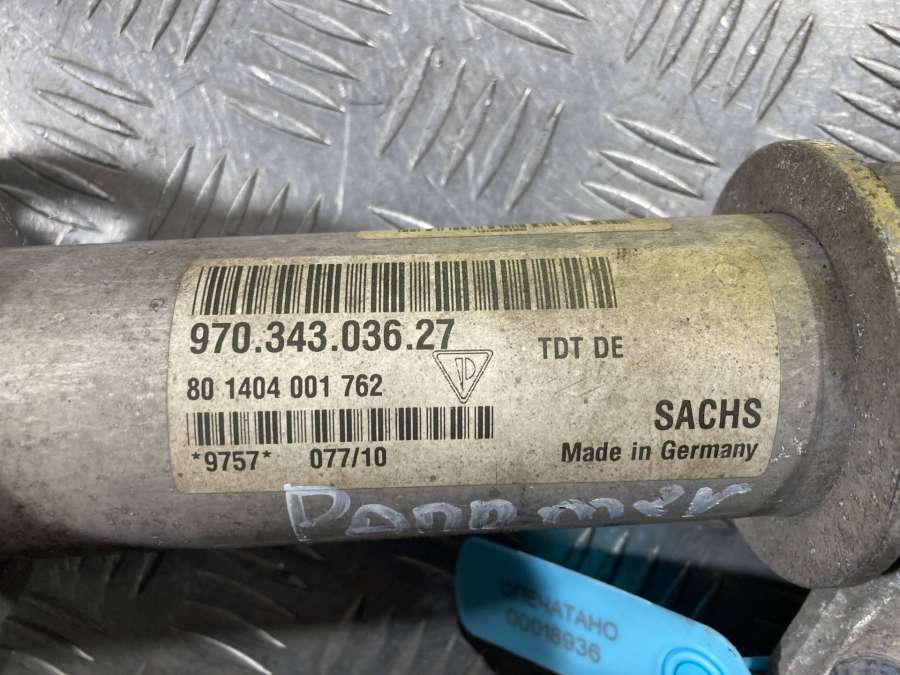 970.343.036.27
TDT DE
80 1404 001 762
SACHS
*9757* 077/10
Made in Germany
ОПЕЧАТАНО
00018936